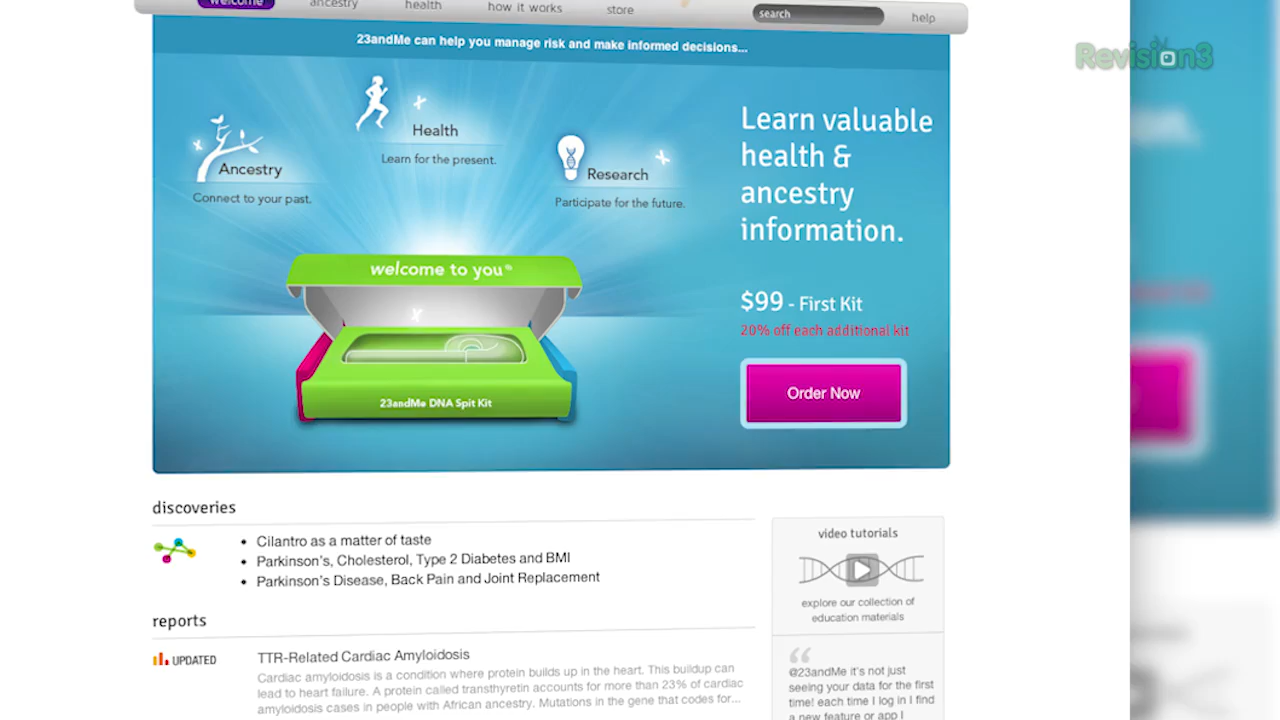 welcome
ancestry
health
how it works
store
search
help
23andMe can help you manage risk and make informed decisions...
Revision3
Health
Learn for the present.
Ancestry
Connect to your past.
Research
Participate for the future.
Learn valuable
health &
ancestry
information.
welcome to you®
23andMe DNA Spit Kit
$99 - First Kit
20% off each additional kit
Order Now
discoveries
• Cilantro as a matter of taste
• Parkinson's, Cholesterol, Type 2 Diabetes and BMI
• Parkinson's Disease, Back Pain and Joint Replacement
reports
UPDATED
TTR-Related Cardiac Amyloidosis
Cardiac amyloidosis is a condition where protein builds up in the heart. This buildup can
lead to heart failure. A protein called transthyretin accounts for more than 23% of cardiac
amyloidosis cases in people with African ancestry. Mutations in the gene that codes for...
video tutorials
explore our collection of
education materials
“
@23andMe it's not just
seeing your data for the first
time! each time I log in I find
a new feature or app I